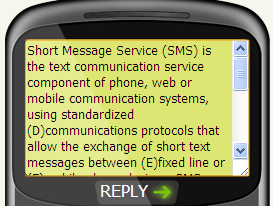 Short Message Service (SMS) is
the text communication service
component of phone, web or
mobile communication systems,
using standardized
(D)communications protocols that
allow the exchange of short text
messages between (E)fixed line or
REPLY